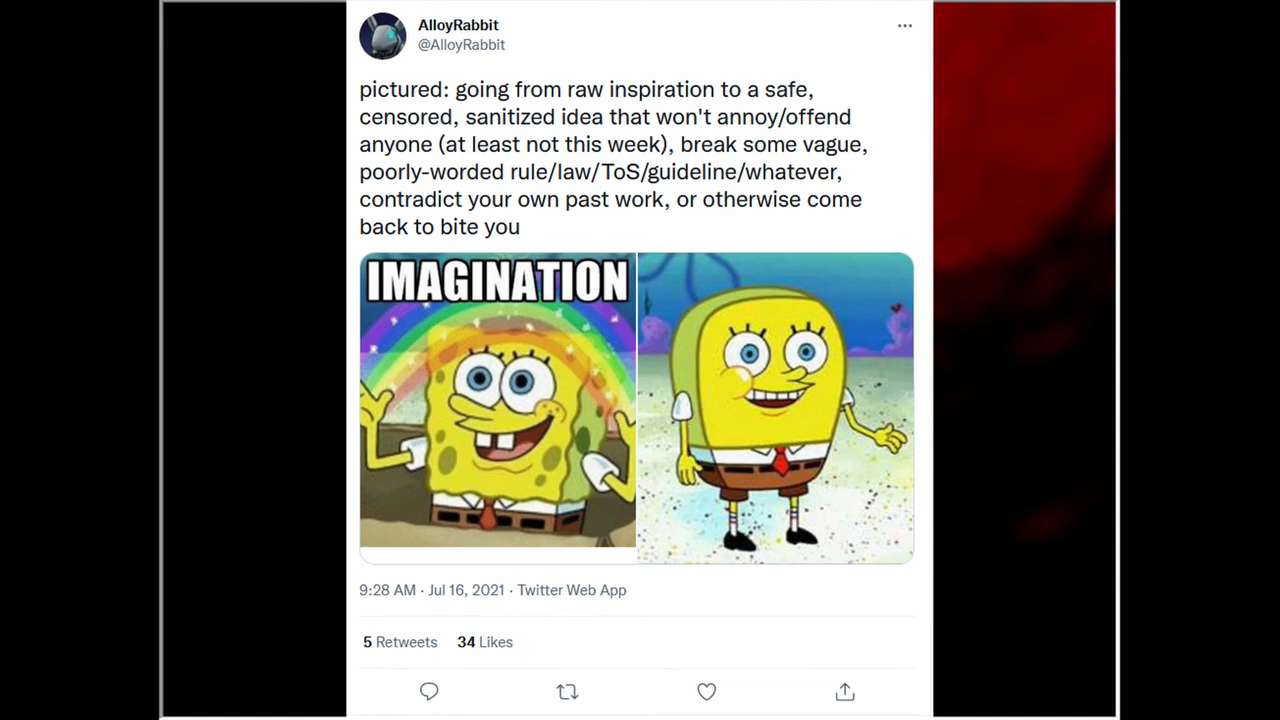 AlloyRabbit
@AlloyRabbit
pictured: going from raw inspiration to a safe,
censored, sanitized idea that won't annoy/offend
anyone (at least not this week), break some vague,
poorly-worded rule/law/ToS/guideline/whatever,
contradict your own past work, or otherwise come
back to bite you
IMAGINATION
9:28 AM · Jul 16, 2021 · Twitter Web App
5 Retweets 34 Likes